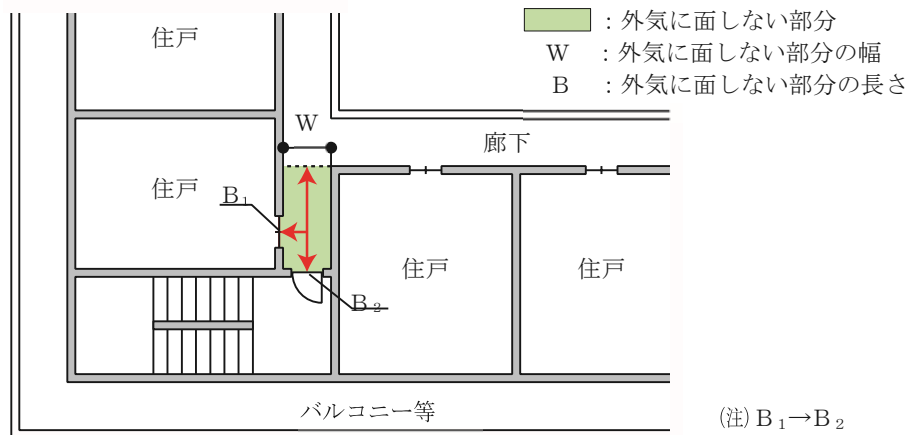 住戸
：外気に面しない部分
W ：外気に面しない部分の幅
B ：外気に面しない部分の長さ
W
廊下
住戸
B₁
住戸
住戸
B₂
バルコニー等
(注) B₁→B₂